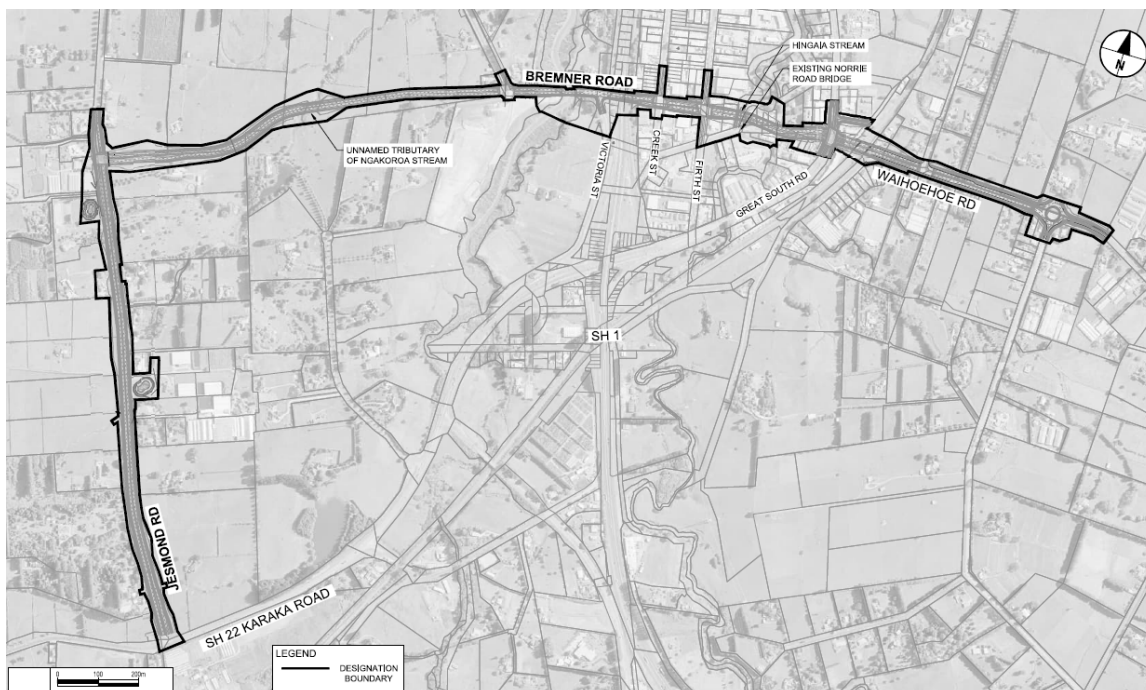 HINGAIA STREAM
EXISTING NORRIE
ROAD BRIDGE
N
BREMNER ROAD
UNNAMED TRIBUTARY
OF NGAKOROA STREAM
VICTORIA ST
CREEK ST
FIRTH ST
GREAT SOUTH RD
WAIHOEHOE RD
SH 1
JESMOND RD
SH 22 KARAKA ROAD
LEGEND
DESIGNATION
BOUNDARY
0 100 200m